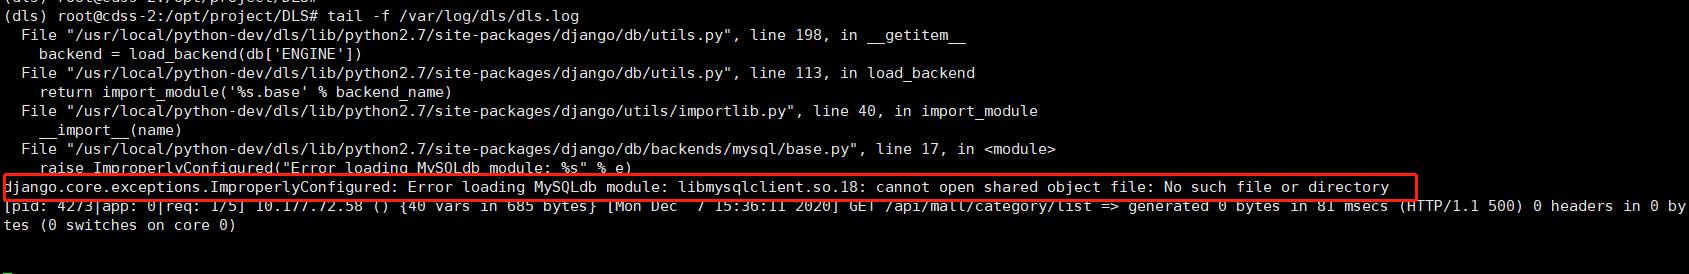 (dls) root@cdss-2:/opt/project/DLS#
(dls) root@cdss-2:/opt/project/DLS# tail -f /var/log/dls/dls.log
  File "/usr/local/python-dev/dls/lib/python2.7/site-packages/django/db/utils.py", line 198, in __getitem__
    backend = load_backend(db['ENGINE'])
  File "/usr/local/python-dev/dls/lib/python2.7/site-packages/django/db/utils.py", line 113, in load_backend
    return import_module('%s.base' % backend_name)
  File "/usr/local/python-dev/dls/lib/python2.7/site-packages/django/utils/importlib.py", line 40, in import_module
    __import__(name)
  File "/usr/local/python-dev/dls/lib/python2.7/site-packages/django/db/backends/mysql/base.py", line 17, in <module>
    raise ImproperlyConfigured("Error loading MySQLdb module: %s" % e)
django.core.exceptions.ImproperlyConfigured: Error loading MySQLdb module: libmysqlclient.so.18: cannot open shared object file: No such file or directory
[pid: 4273|app: 0|req: 1/5] 10.177.72.58 () {40 vars in 685 bytes} [Mon Dec  7 15:36:11 2020] GET /api/mall/category/list => generated 0 bytes in 81 msecs (HTTP/1.1 500) 0 headers in 0 by
tes (0 switches on core 0)